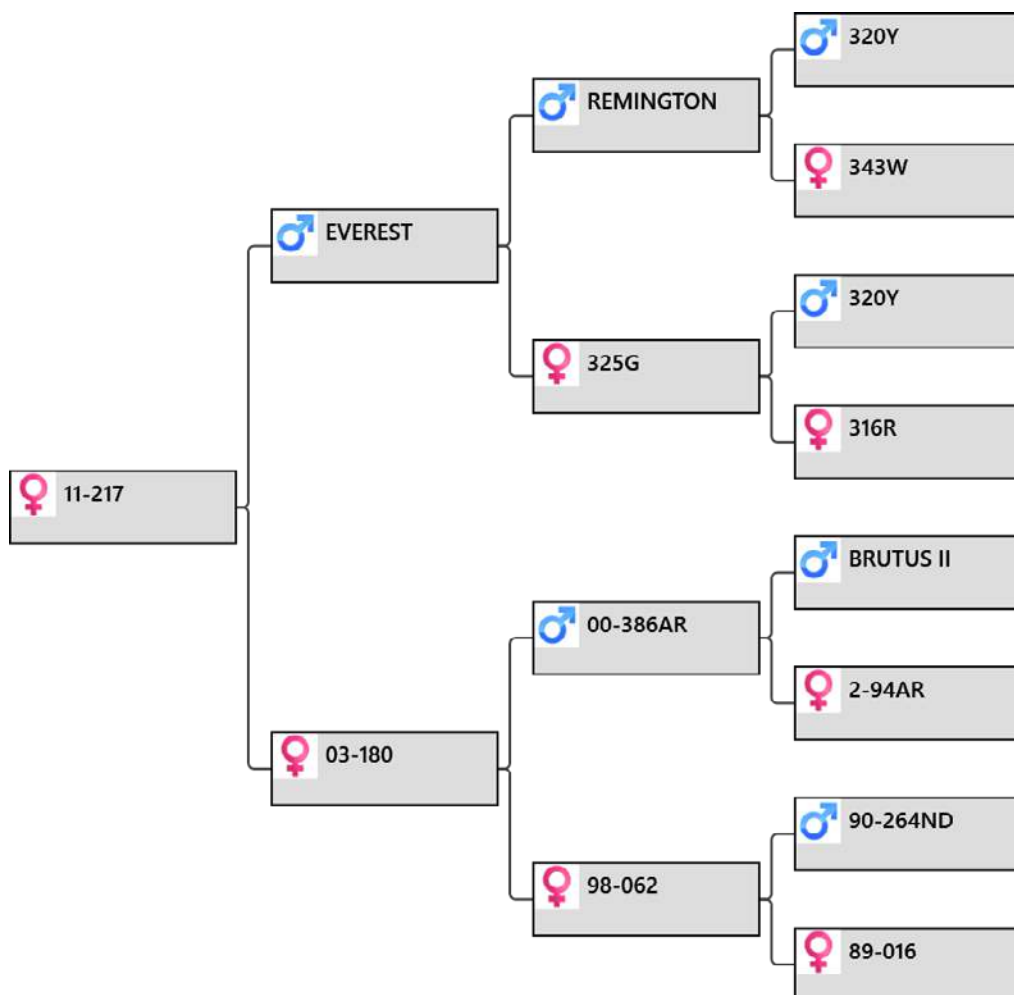 320Y
REMINGTON
343W
EVEREST
320Y
325G
316R
11-217
BRUTUS II
00-386AR
2-94AR
03-180
90-264ND
98-062
89-016